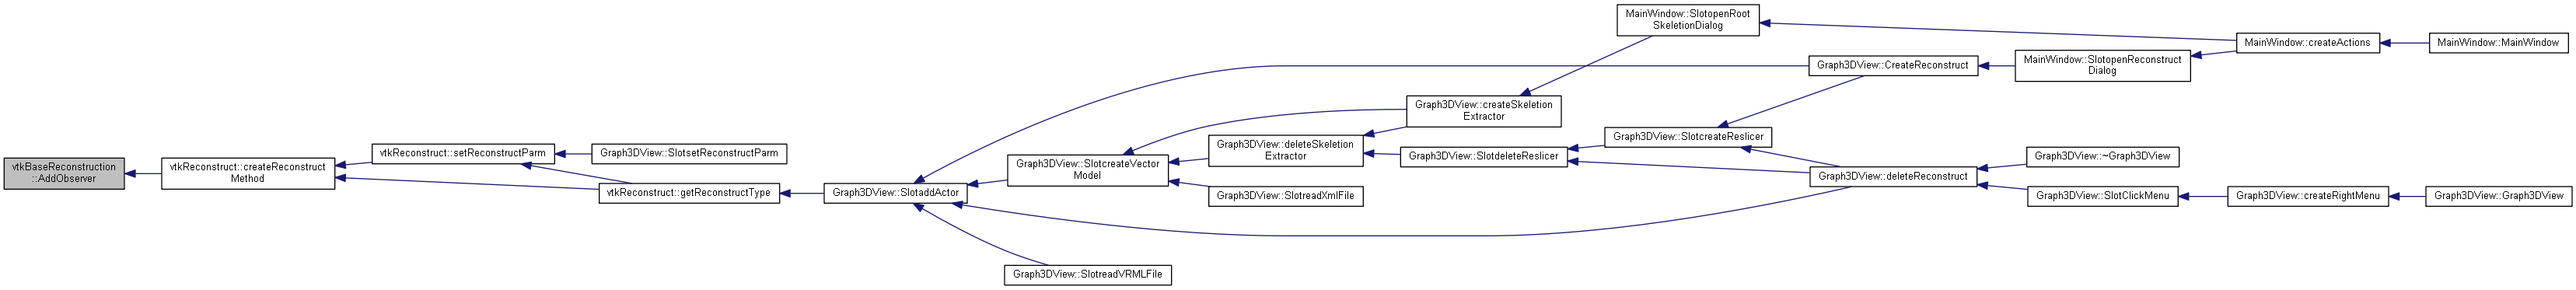 vtkBaseReconstruction
::AddObserver
vtkReconstruct::createReconstruct
Method
vtkReconstruct::setReconstructParm
Graph3DView::SlotsetReconstructParm
vtkReconstruct::getReconstructType
Graph3DView::SlotaddActor
Graph3DView::SlotcreateVector
Model
Graph3DView::SlotreadVRMLFile
Graph3DView::deleteSkeletion
Extractor
Graph3DView::SlotreadXmlFile
Graph3DView::createSkeletion
Extractor
Graph3DView::SlotdeleteReslicer
MainWindow::SlotopenRoot
SkeletionDialog
Graph3DView::SlotcreateReslicer
Graph3DView::CreateReconstruct
Graph3DView::deleteReconstruct
MainWindow::SlotopenReconstruct
Dialog
Graph3DView::~Graph3DView
Graph3DView::SlotClickMenu
MainWindow::createActions
Graph3DView::createRightMenu
MainWindow::MainWindow
Graph3DView::Graph3DView